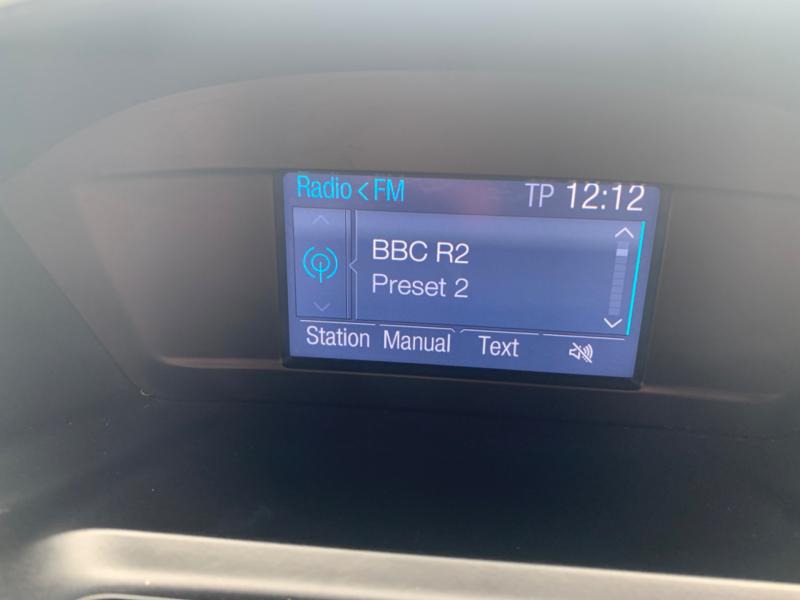 Radio < FM TP 12:12
BBC R2
Preset 2
Station Manual Text